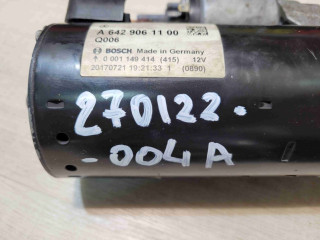 A 642 906 11 00
Q006
BOSCH Made in Germany
0 001 149 414 (415) 12V
20170721 19:21:33 1 (0890)
270122-
-004A